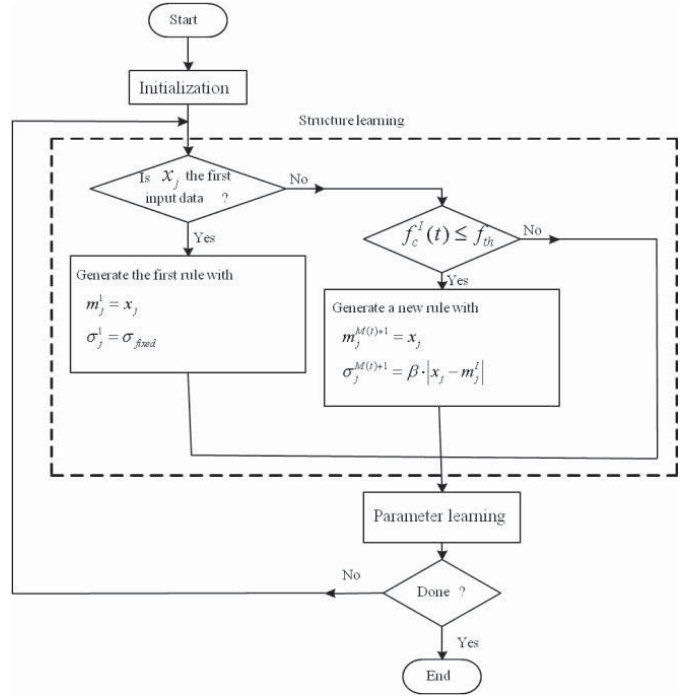 Start
Initialization
Structure learning
Is x_j the first
input data ?
No
Yes
f_c^I(t) ≤ f_th
No
Yes
Generate the first rule with
m_j^1 = x_j
σ_j^1 = σ_fixed
Generate a new rule with
m_j^{M(t)+1} = x_j
σ_j^{M(t)+1} = β·|x_j − m_j^I|
Parameter learning
Done ?
No
Yes
End